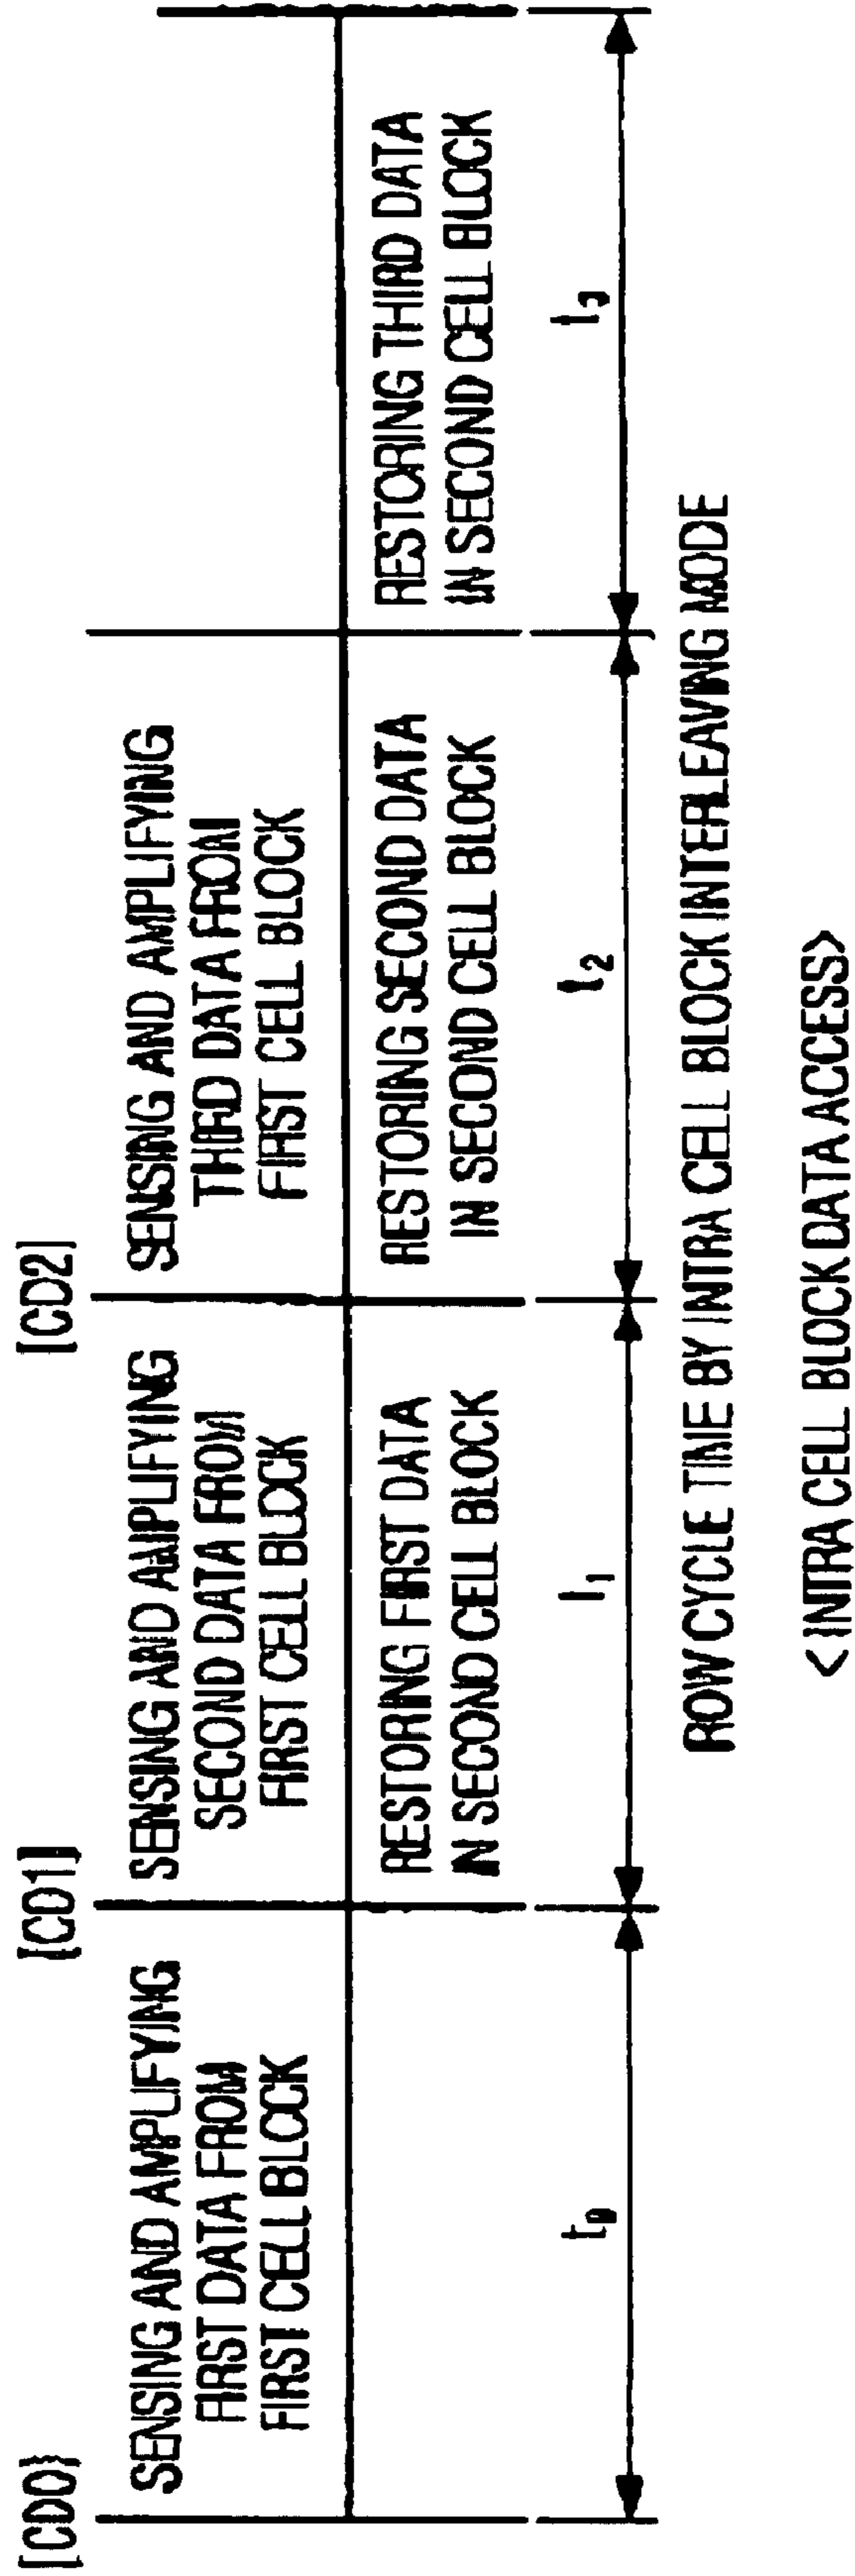 [CD0]
SENSING AND AMPLIFYING
FIRST DATA FROM
FIRST CELL BLOCK
t0
[CD1]
SENSING AND AMPLIFYING
SECOND DATA FROM
FIRST CELL BLOCK
RESTORING FIRST DATA
IN SECOND CELL BLOCK
t1
[CD2]
SENSING AND AMPLIFYING
THIRD DATA FROM
FIRST CELL BLOCK
RESTORING SECOND DATA
IN SECOND CELL BLOCK
t2
RESTORING THIRD DATA
IN SECOND CELL BLOCK
t3
ROW CYCLE TIME BY INTRA CELL BLOCK INTERLEAVING MODE
< INTRA CELL BLOCK DATA ACCESS>